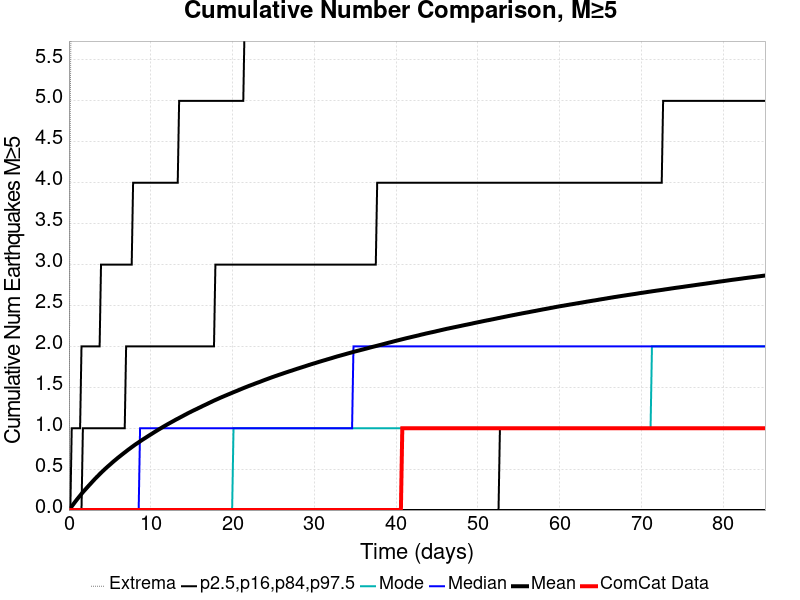 Cumulative Number Comparison, M≥5
Cumulative Num Earthquakes M≥5
5.5
5.0
4.5
4.0
3.5
3.0
2.5
2.0
1.5
1.0
0.5
0.0
0 10 20 30 40 50 60 70 80
Time (days)
Extrema p2.5,p16,p84,p97.5 Mode Median Mean ComCat Data